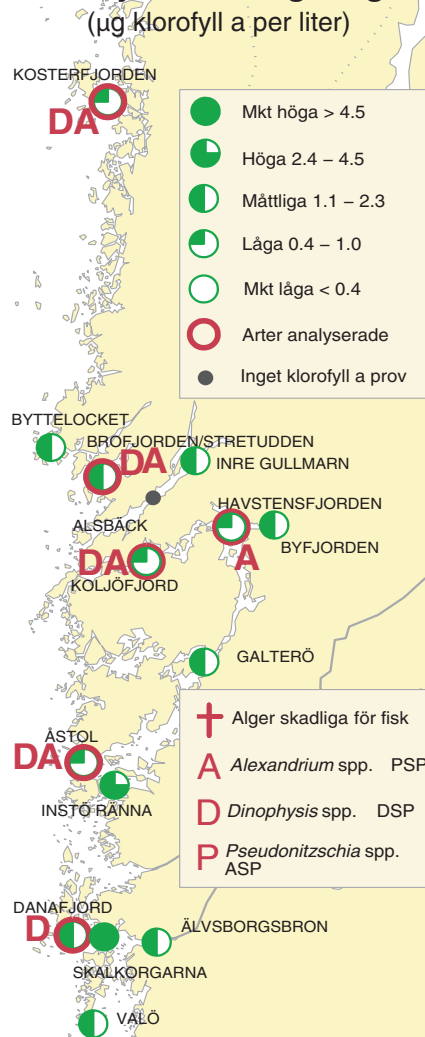 (µg klorofyll a per liter)
KOSTERFJORDEN
DA
Mkt höga > 4.5
Höga 2.4 – 4.5
Måttliga 1.1 – 2.3
Låga 0.4 – 1.0
Mkt låga < 0.4
Arter analyserade
Inget klorofyll a prov
BYTTELOCKET
BROFJORDEN/STRETUDDEN
DA
INRE GULLMARN
HAVSTENSFJORDEN
ALSBÄCK
BYFJORDEN
DA
A
KOLJÖFJORD
GALTERÖ
Alger skadliga för fisk
ÅSTOL
DA
A Alexandrium spp. PSP
INSTÖ RÄNNA
D Dinophysis spp. DSP
P Pseudonitzschia spp.
ASP
DANAFJORD
D
ÄLVSBORGSBRON
SKALKORGARNA
VALÖ